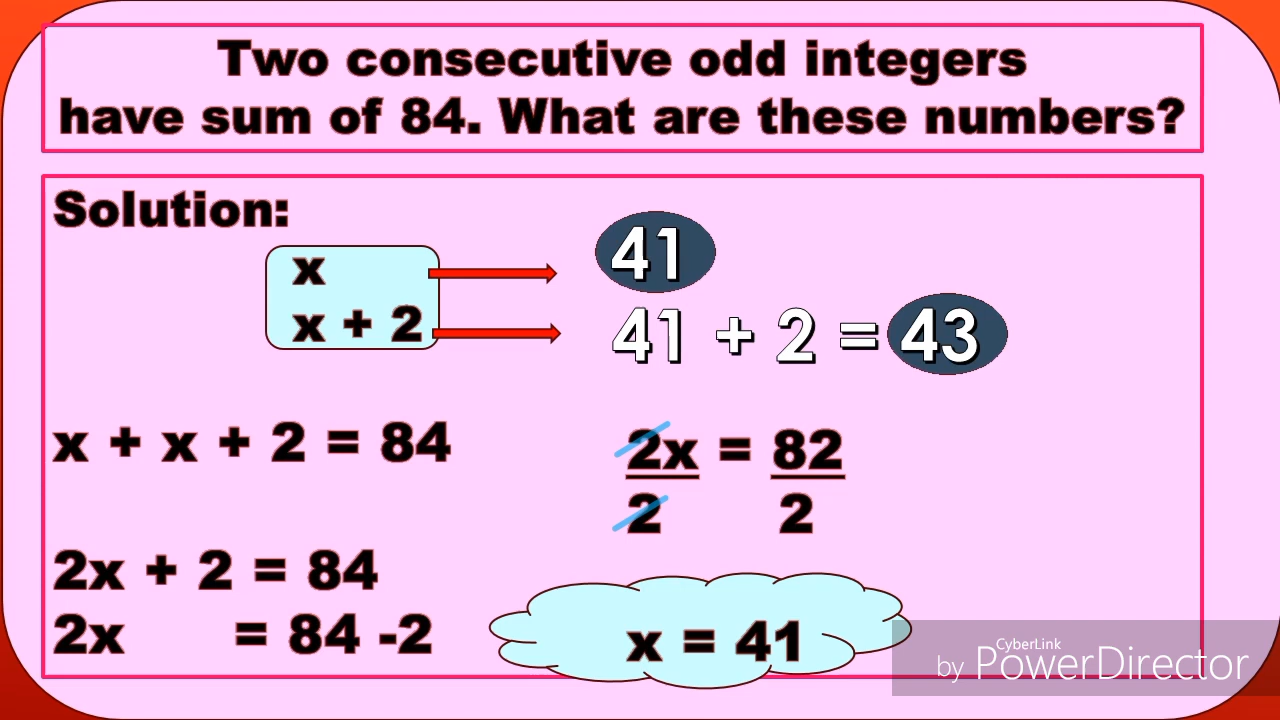 Two consecutive odd integers
have sum of 84. What are these numbers?
Solution:
x
41
x + 2
41 + 2 = 43
x + x + 2 = 84
2x = 82
2 2
2x + 2 = 84
2x = 84 -2
x = 41
CyberLink
by PowerDirector